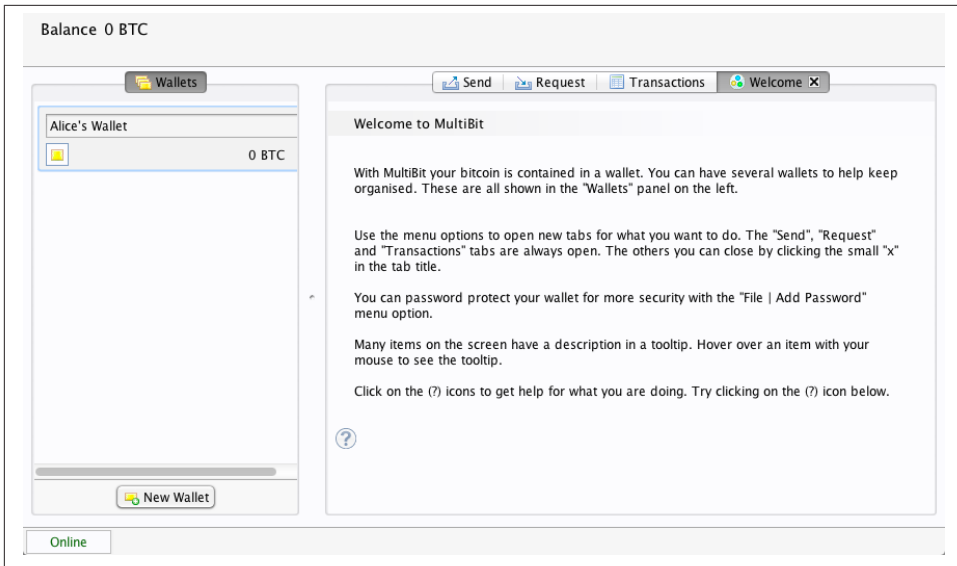 Balance 0 BTC
Wallets
Send
Request
Transactions
Welcome
Alice's Wallet
0 BTC
Welcome to MultiBit
With MultiBit your bitcoin is contained in a wallet. You can have several wallets to help keep
organised. These are all shown in the "Wallets" panel on the left.
Use the menu options to open new tabs for what you want to do. The "Send", "Request"
and "Transactions" tabs are always open. The others you can close by clicking the small "x"
in the tab title.
You can password protect your wallet for more security with the "File | Add Password"
menu option.
Many items on the screen have a description in a tooltip. Hover over an item with your
mouse to see the tooltip.
Click on the (?) icons to get help for what you are doing. Try clicking on the (?) icon below.
?
New Wallet
Online